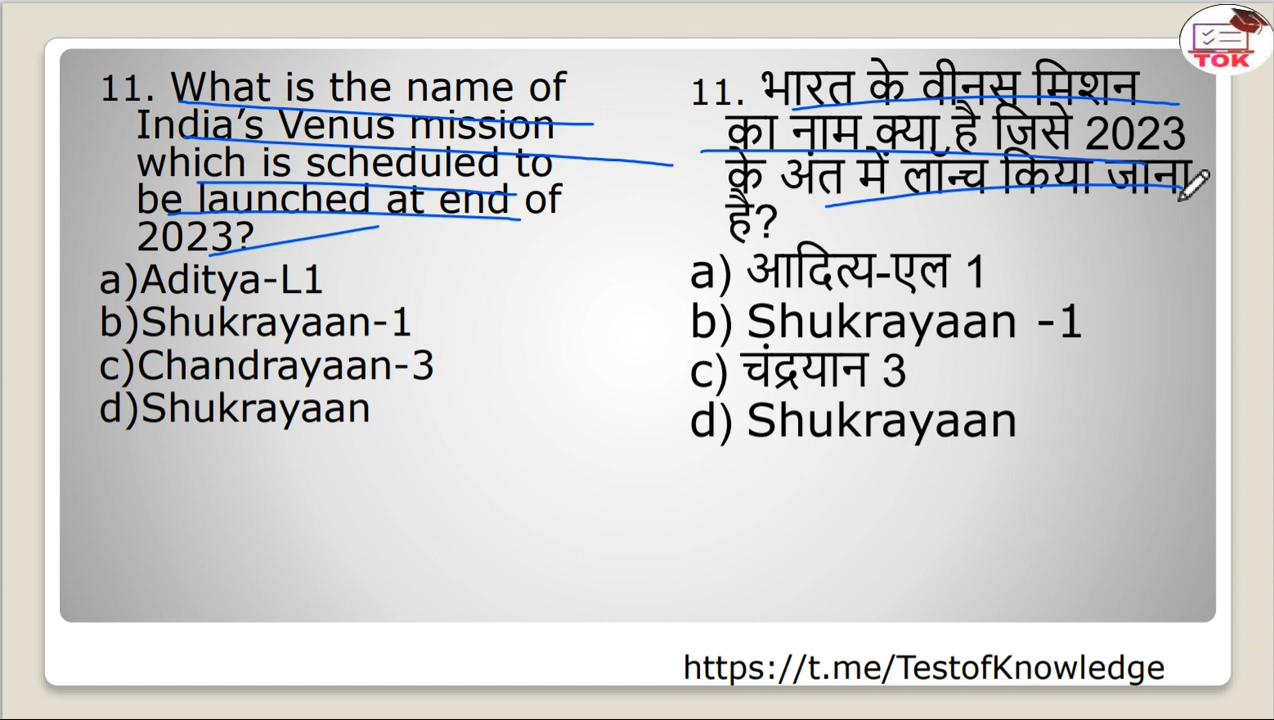 TOK
11. What is the name of
India’s Venus mission
which is scheduled to
be launched at end of
2023?
a)Aditya-L1
b)Shukrayaan-1
c)Chandrayaan-3
d)Shukrayaan
11. भारत के वीनस मिशन
का नाम क्या है जिसे 2023
के अंत में लॉन्च किया जाना
है?
a) आदित्य-एल 1
b) Shukrayaan -1
c) चंद्रयान 3
d) Shukrayaan
https://t.me/TestofKnowledge